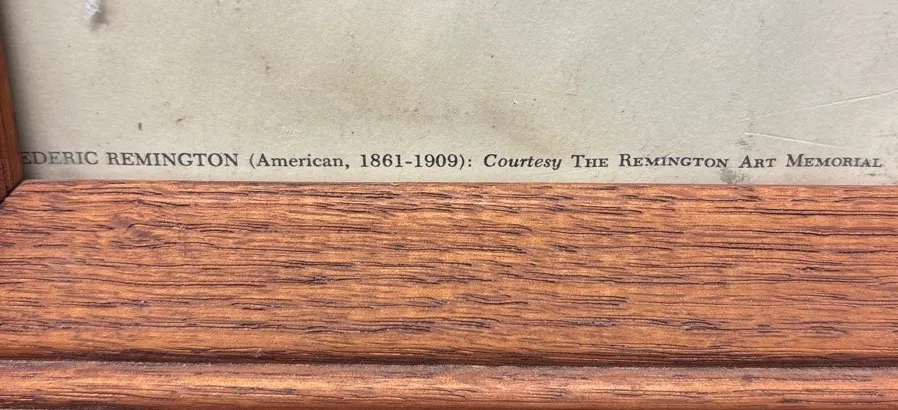 EDERIC REMINGTON (American, 1861-1909): Courtesy THE REMINGTON ART MEMORIAL